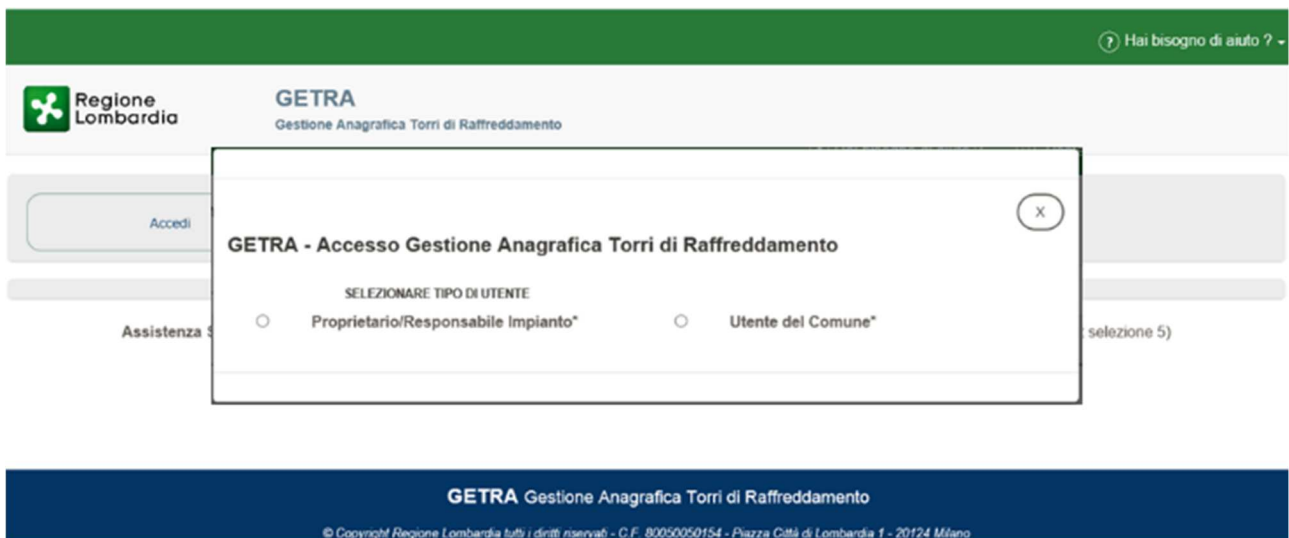 ? Hai bisogno di aiuto ?
Regione
Lombardia
GETRA
Gestione Anagrafica Torri di Raffreddamento
Accedi
X
GETRA - Accesso Gestione Anagrafica Torri di Raffreddamento
SELEZIONARE TIPO DI UTENTE
Proprietario/Responsabile Impianto* Utente del Comune*
Assistenza selezione 5)
GETRA Gestione Anagrafica Torri di Raffreddamento
© Copyright Regione Lombardia tutti i diritti riservati - C.F. 80050050154 - Piazza Città di Lombardia 1 - 20124 Milano